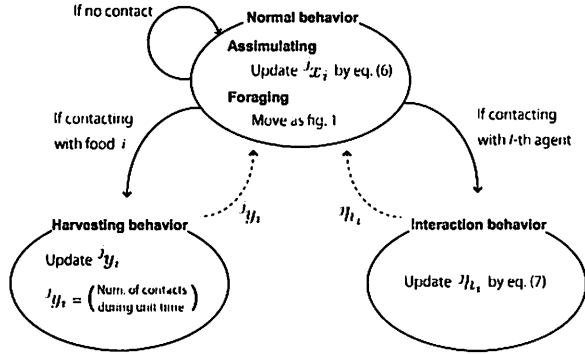 If no contact
Normal behavior
Assimulating
Update ʲxᵢ by eq. (6)
Foraging
Move as fig. 1
If contacting
with food i
If contacting
with l-th agent
ʲyᵢ
Harvesting behavior
Update ʲyᵢ
ʲyᵢ = (Num. of contacts
during unit time)
Interaction behavior
Update by eq. (7)